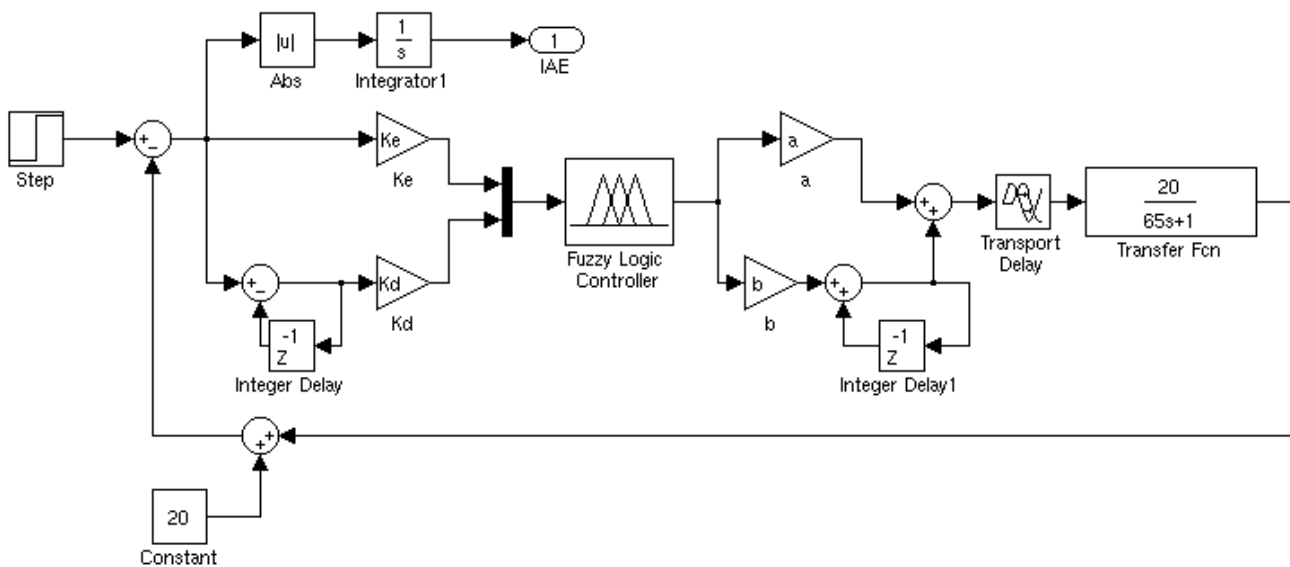 |u|
1
s
1
Abs
Integrator1
IAE
+
−
Step
Ke
Ke
a
a
Fuzzy Logic
Controller
+
+
Transport
Delay
20
65s+1
Transfer Fcn
+
−
Kd
Kd
-1
Z
Integer Delay
b
b
+
+
-1
Z
Integer Delay1
+
+
20
Constant